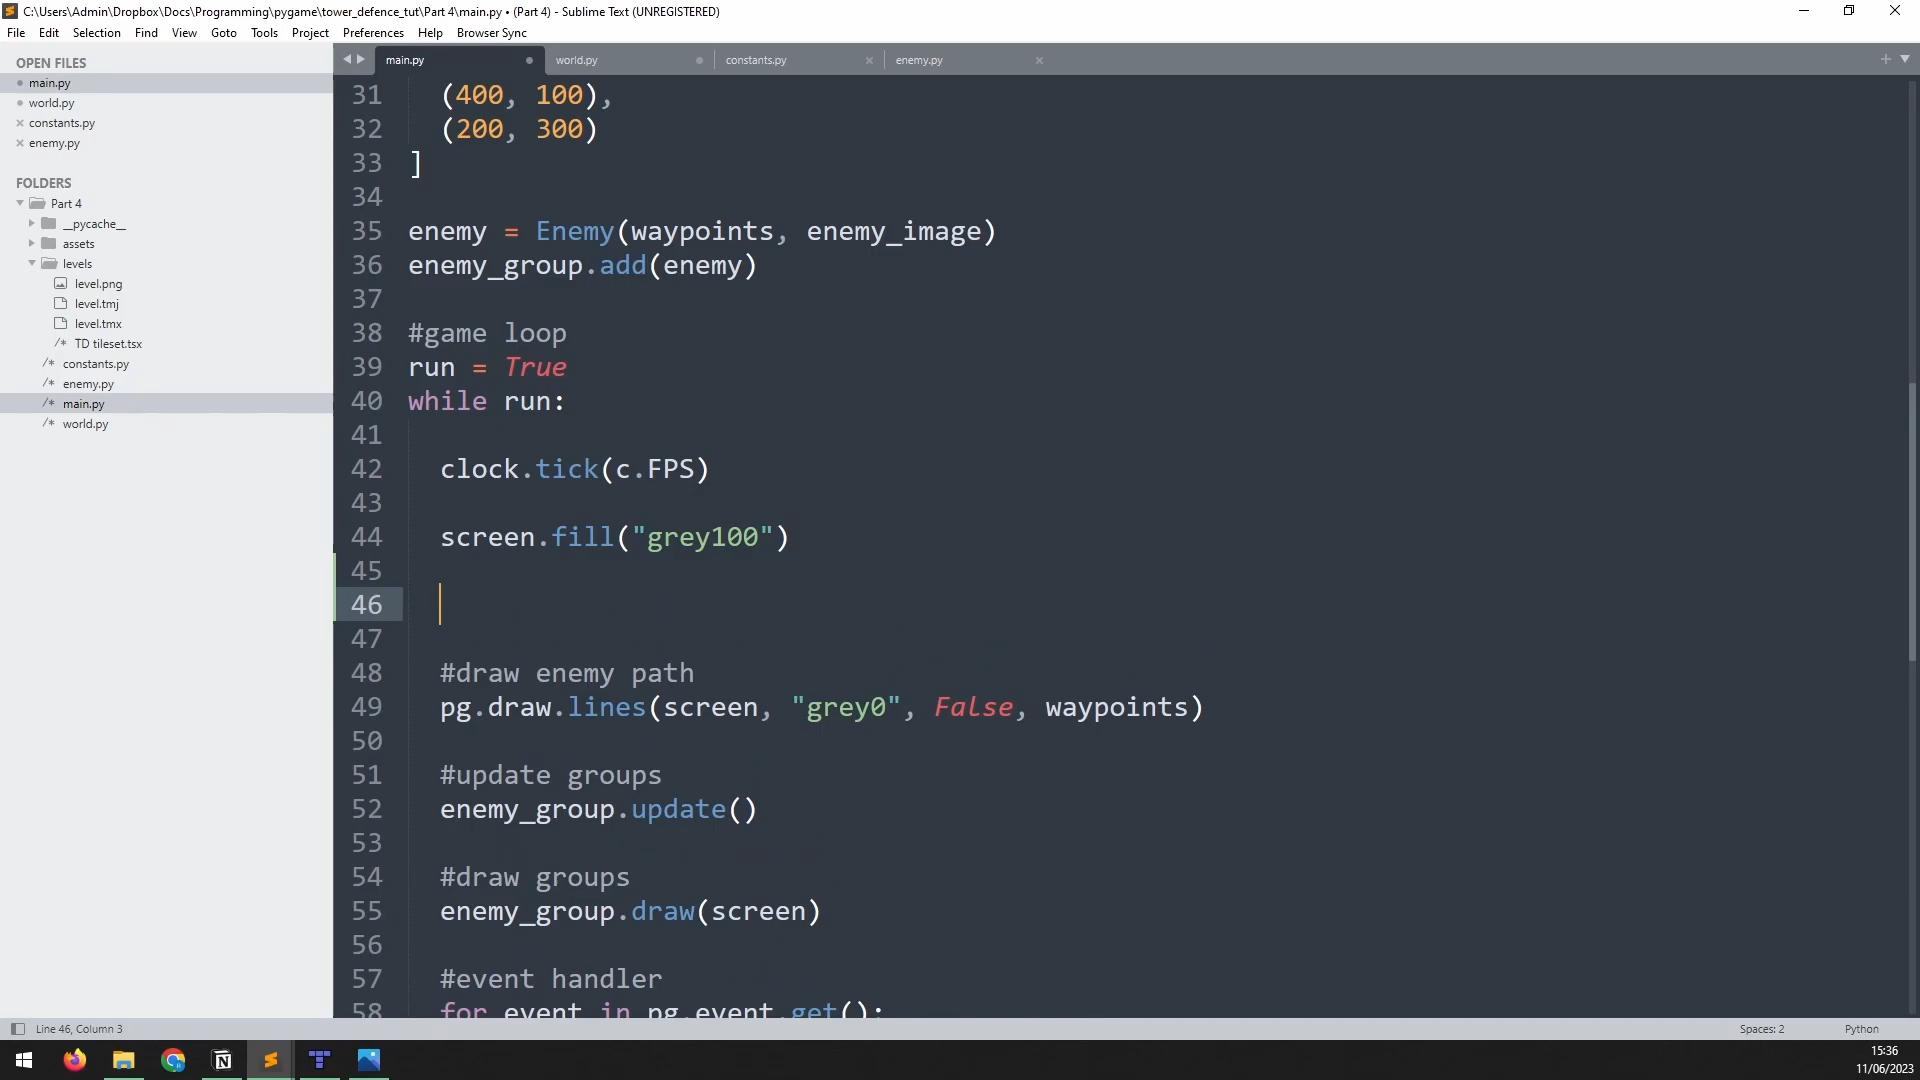 C:\Users\Admin\Dropbox\Docs\Programming\pygame\tower_defence_tut\Part 4\main.py • (Part 4) - Sublime Text (UNREGISTERED)
File Edit Selection Find View Goto Tools Project Preferences Help Browser Sync
OPEN FILES
main.py
world.py
constants.py
enemy.py
FOLDERS
Part 4
__pycache__
assets
levels
level.png
level.tmj
level.tmx
TD tileset.tsx
constants.py
enemy.py
main.py
world.py
main.py world.py constants.py enemy.py
31 (400, 100),
32 (200, 300)
33 ]
34
35 enemy = Enemy(waypoints, enemy_image)
36 enemy_group.add(enemy)
37
38 #game loop
39 run = True
40 while run:
41
42 clock.tick(c.FPS)
43
44 screen.fill("grey100")
45
46
47
48 #draw enemy path
49 pg.draw.lines(screen, "grey0", False, waypoints)
50
51 #update groups
52 enemy_group.update()
53
54 #draw groups
55 enemy_group.draw(screen)
56
57 #event handler
58 for event in pg.event.get():
Line 46, Column 3
Spaces: 2
Python
15:36
11/06/2023